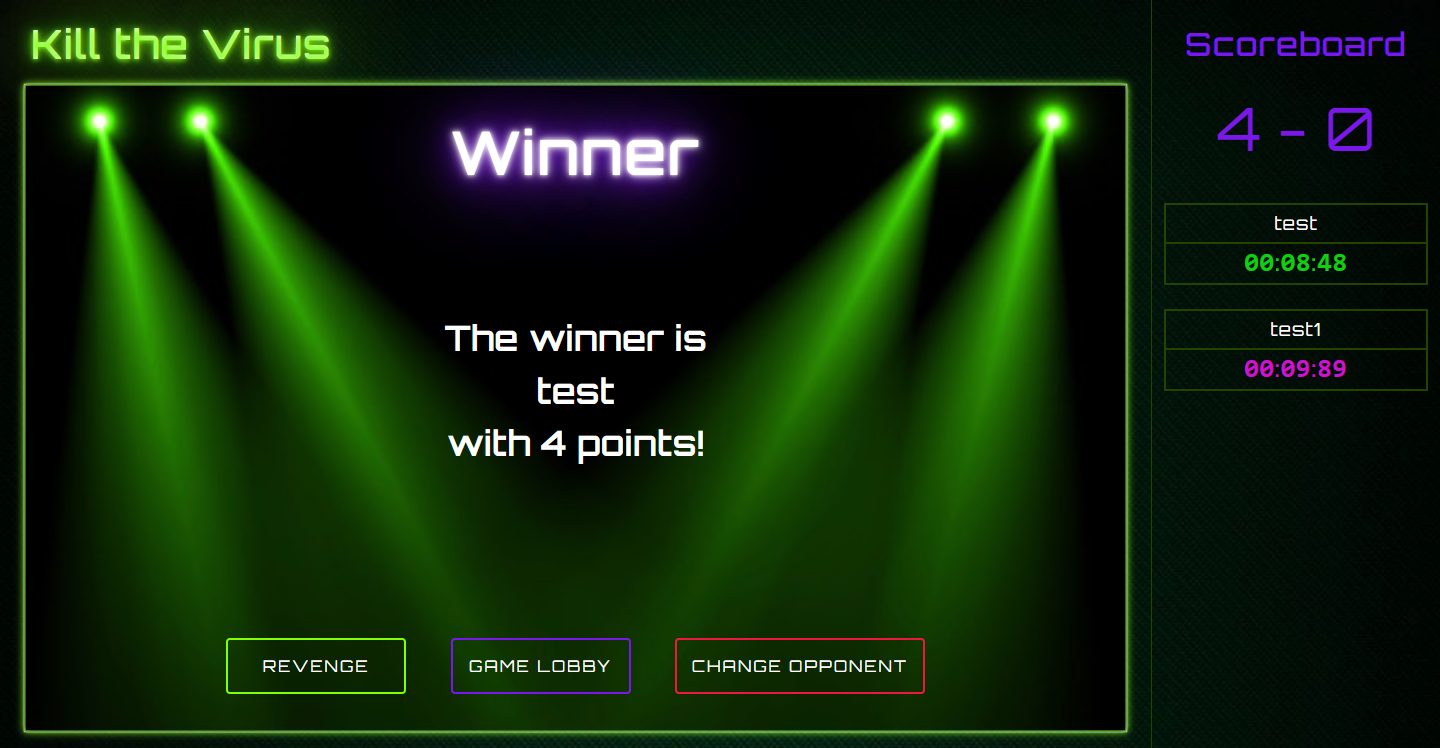 Kill the Virus
Winner
The winner is
test
with 4 points!
REVENGE
GAME LOBBY
CHANGE OPPONENT
Scoreboard
4 - 0
test
00:08:48
test1
00:09:89